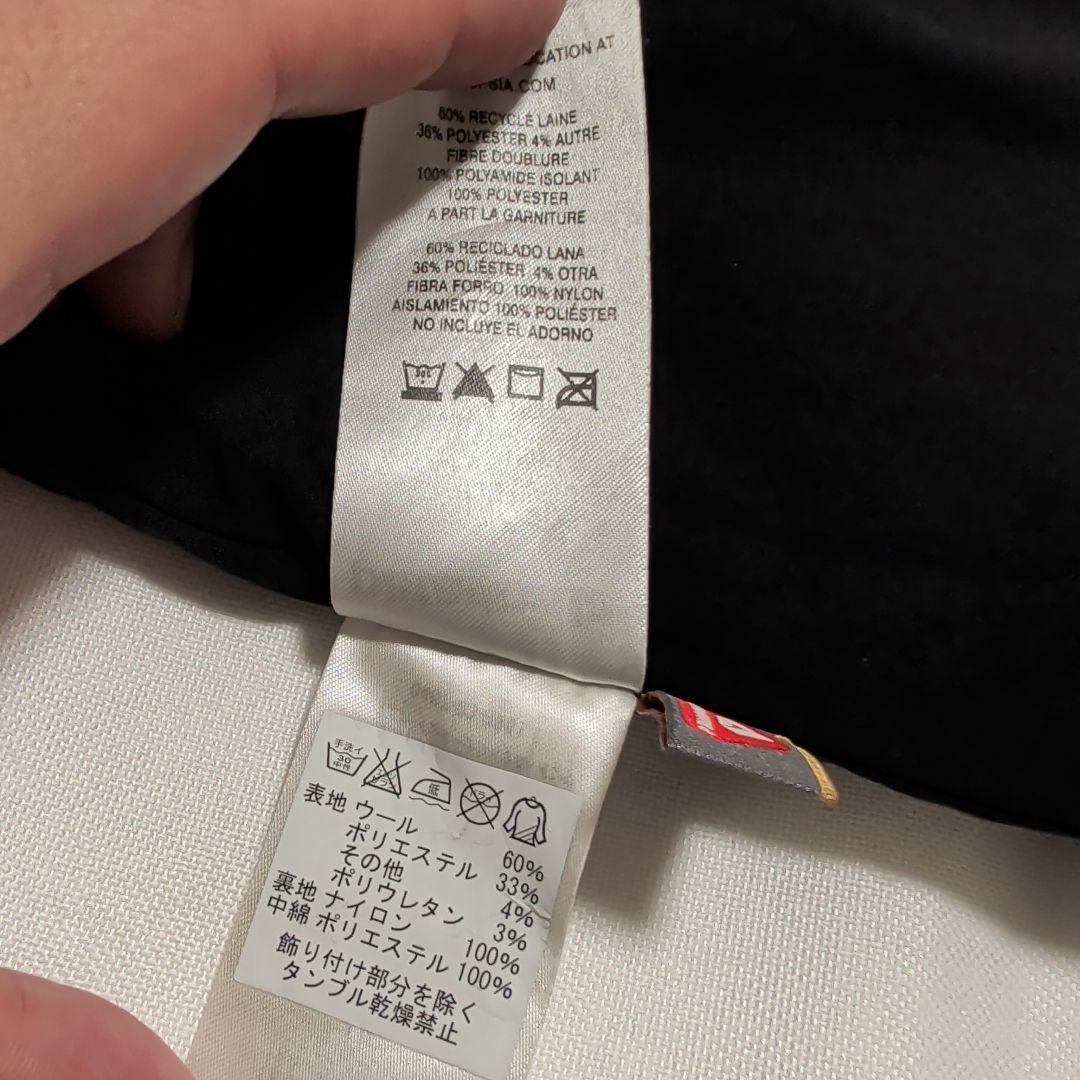 OCATION AT
SIA.COM
60% RECYCLÉ LAINE
36% POLYESTER 4% AUTRE
FIBRE DOUBLURE
100% POLYAMIDE ISOLANT
100% POLYESTER
A PART LA GARNITURE
60% RECICLADO LANA
36% POLIÉSTER 4% OTRA
FIBRA FORRO 100% NYLON
AISLAMIENTO 100% POLIÉSTER
NO INCLUYE EL ADORNO
手洗イ
30
中性
低
表地 ウール 60%
ポリエステル 33%
その他 4%
ポリウレタン 3%
裏地 ナイロン 100%
中綿 ポリエステル 100%
飾り付け部分を除く
タンブル乾燥禁止